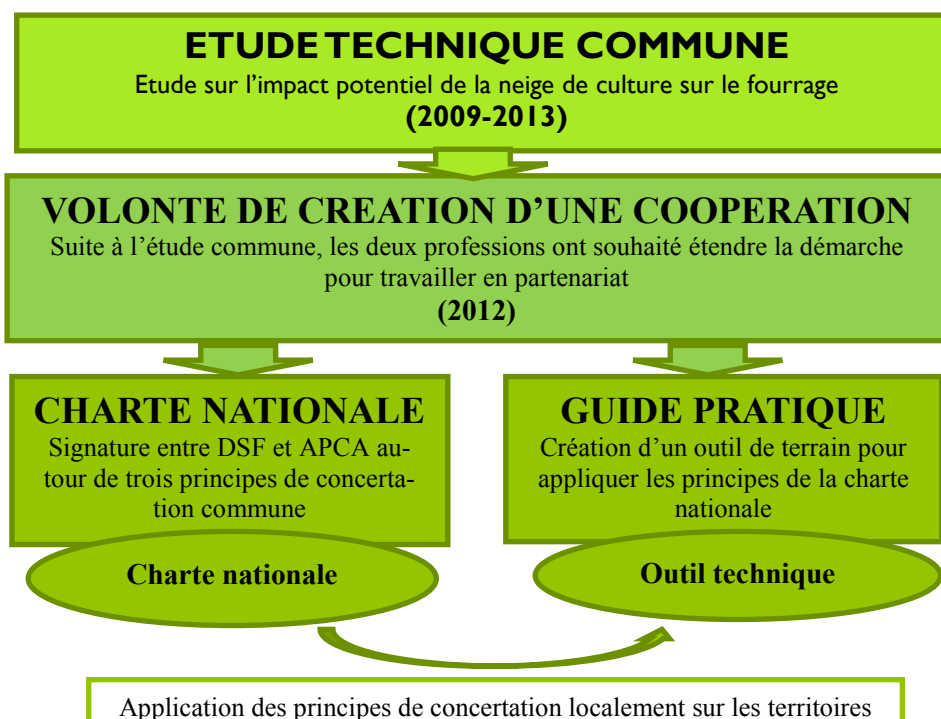 ETUDE TECHNIQUE COMMUNE
Etude sur l’impact potentiel de la neige de culture sur le fourrage
(2009-2013)
VOLONTE DE CREATION D’UNE COOPERATION
Suite à l’étude commune, les deux professions ont souhaité étendre la démarche
pour travailler en partenariat
(2012)
CHARTE NATIONALE
Signature entre DSF et APCA au-
tour de trois principes de concerta-
tion commune
Charte nationale
GUIDE PRATIQUE
Création d’un outil de terrain pour
appliquer les principes de la charte
nationale
Outil technique
Application des principes de concertation localement sur les territoires